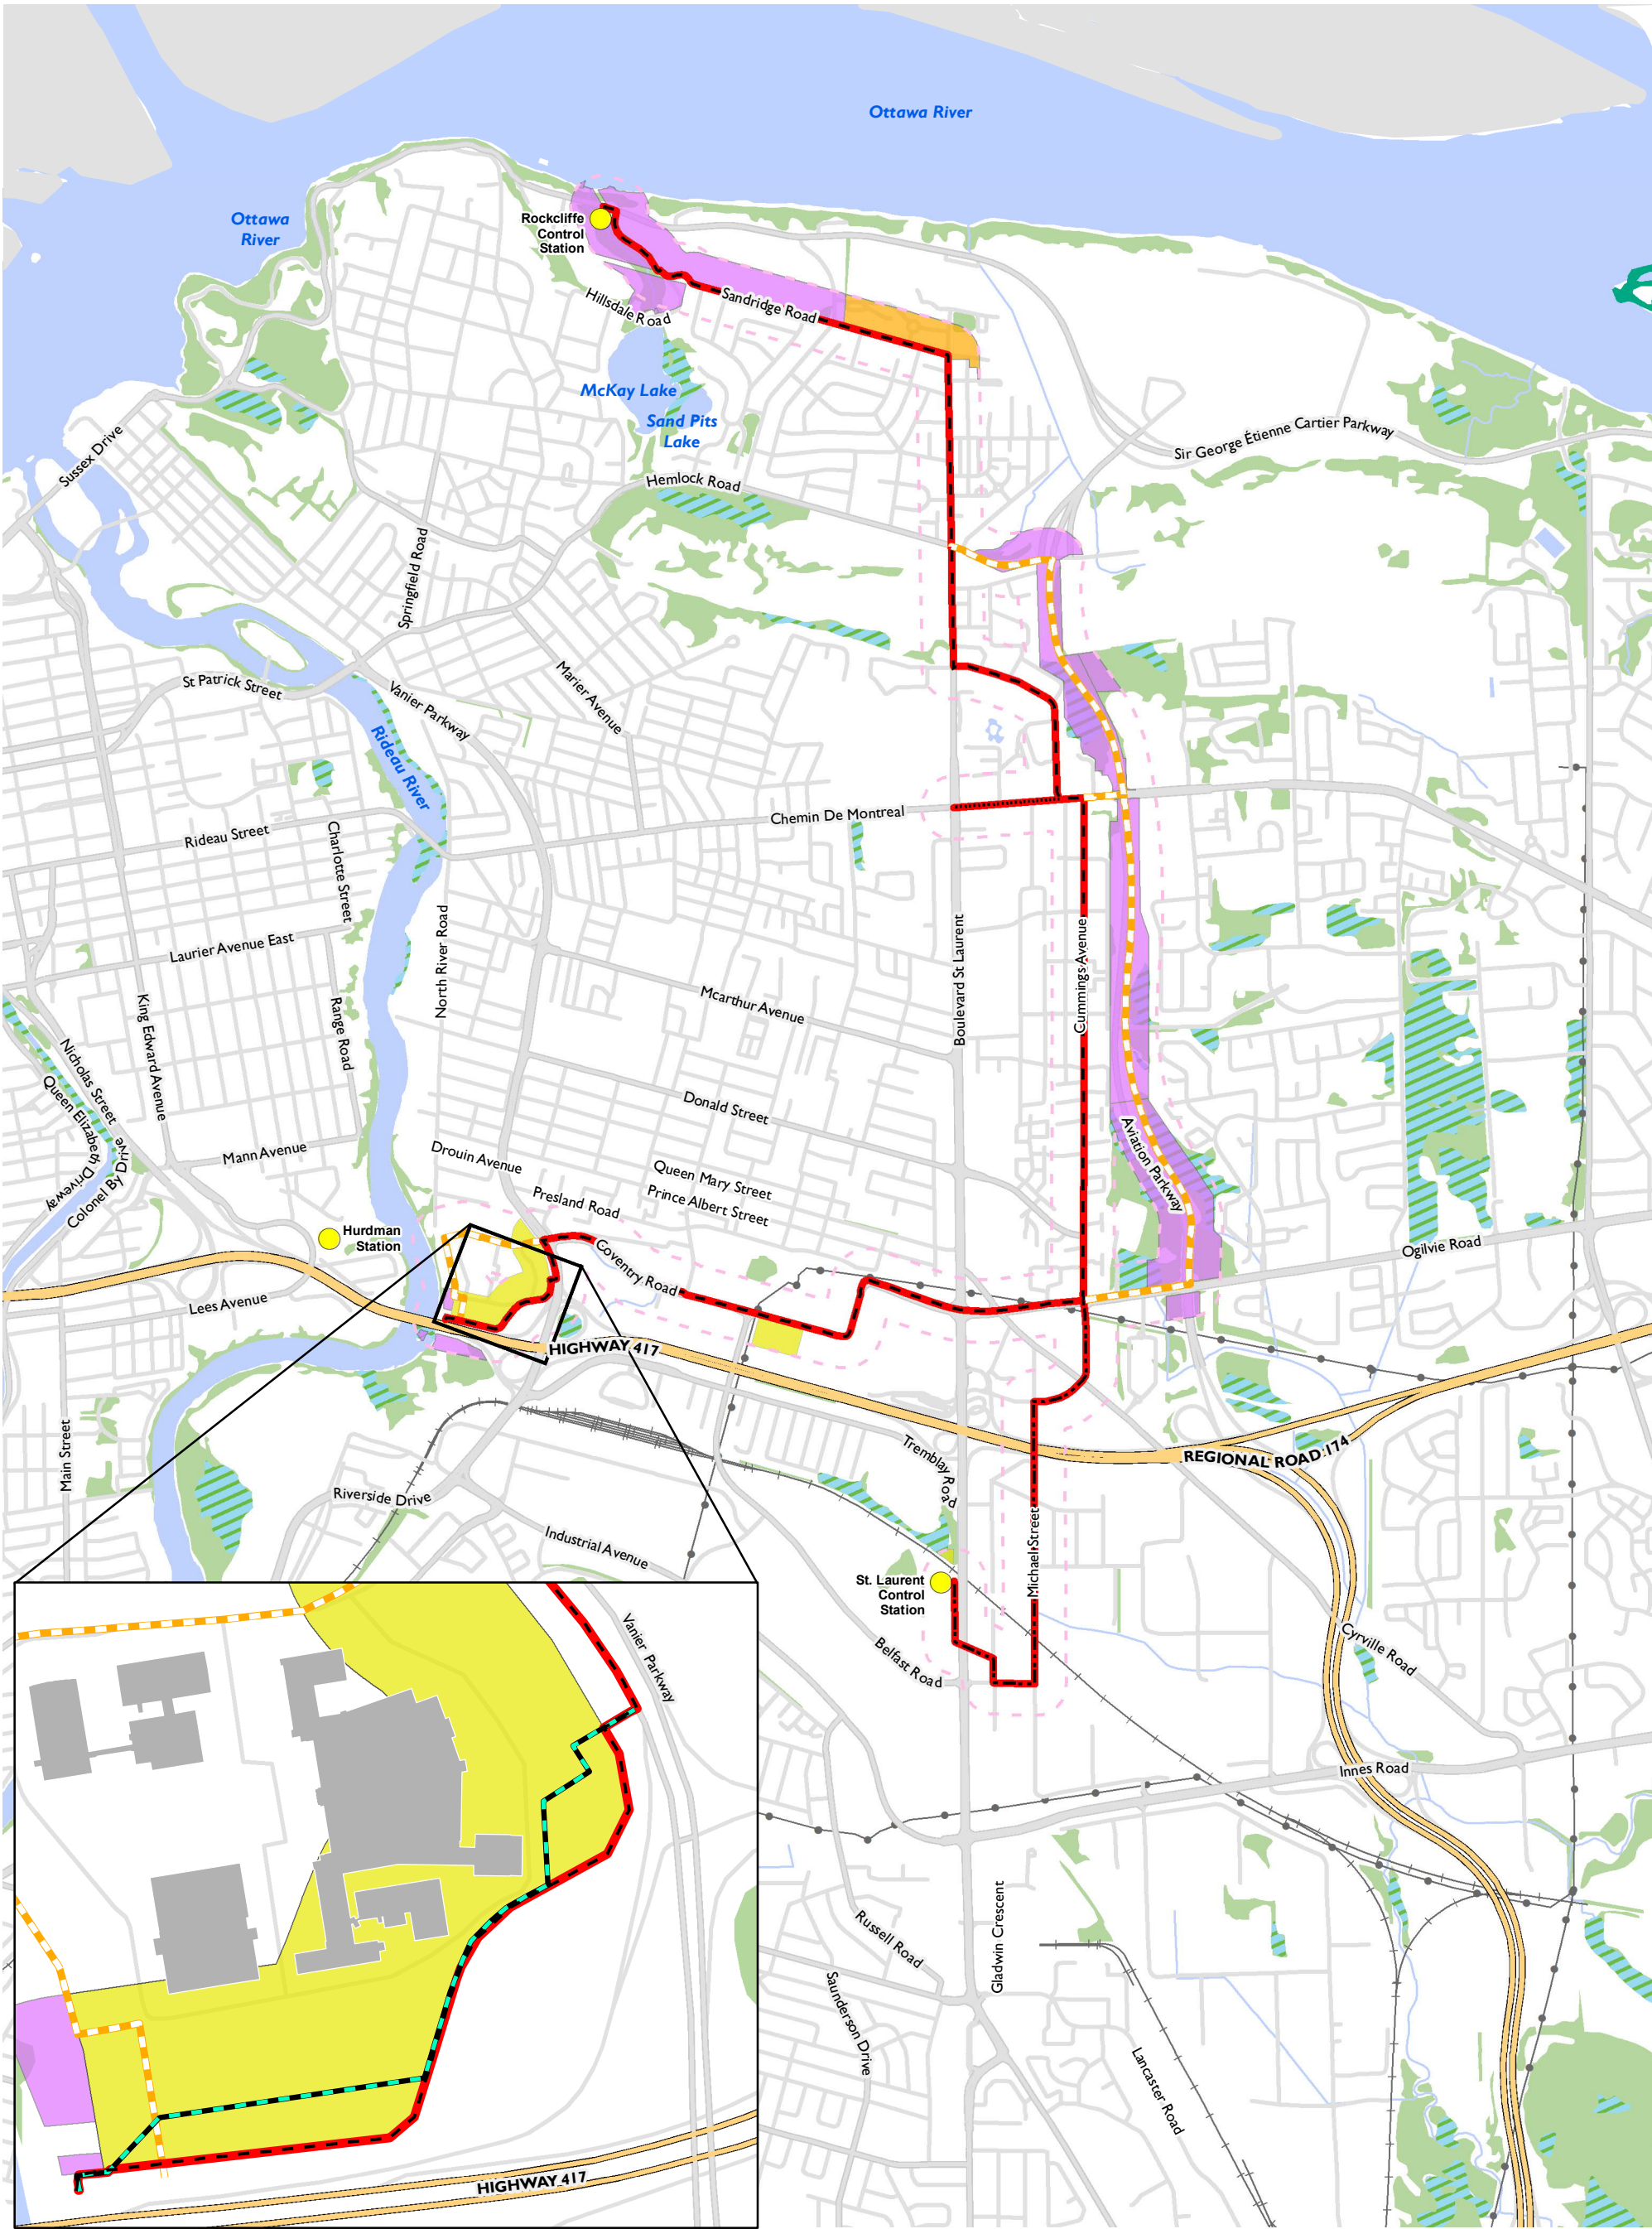 Ottawa River
Ottawa
River
Rockcliffe
Control
Station
Sandridge Road
Hillsdale Road
McKay Lake
Sand Pits
Lake
Sussex Drive
Sir George Étienne Cartier Parkway
Hemlock Road
Springfield Road
St Patrick Street
Vanier Parkway
Marier Avenue
Rideau River
Chemin De Montreal
Rideau Street
Charlotte Street
North River Road
Boulevard St Laurent
Cummings Avenue
Laurier Avenue East
King Edward Avenue
Range Road
Mcarthur Avenue
Nicholas Street
Queen Elizabeth Driveway
Colonel By Drive
Donald Street
Mann Avenue
Drouin Avenue
Queen Mary Street
Presland Road
Prince Albert Street
Aviation Parkway
Hurdman
Station
Coventry Road
Ogilvie Road
Lees Avenue
HIGHWAY 417
Main Street
Tremblay Road
REGIONAL ROAD 174
Riverside Drive
Industrial Avenue
Michael Street
St. Laurent
Control
Station
Vanier Parkway
Belfast Road
Cyrville Road
Innes Road
Russell Road
Gladwin Crescent
Saunderson Drive
Lancaster Road
HIGHWAY 417